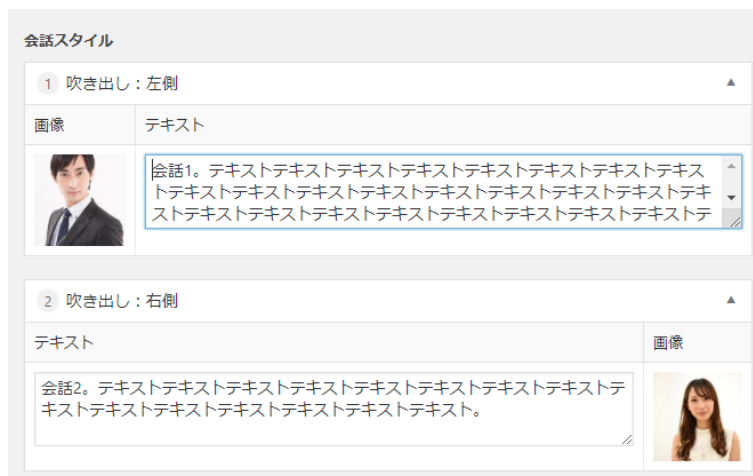 会話スタイル
1 吹き出し：左側 ▲
画像 テキスト
会話1。テキストテキストテキストテキストテキストテキストテキストテキス
トテキストテキストテキストテキストテキストテキストテキストテキストテキ
ストテキストテキストテキストテキストテキストテキストテキストテキストテ
2 吹き出し：右側 ▲
テキスト 画像
会話2。テキストテキストテキストテキストテキストテキストテキストテキストテ
キストテキストテキストテキストテキストテキストテキスト。